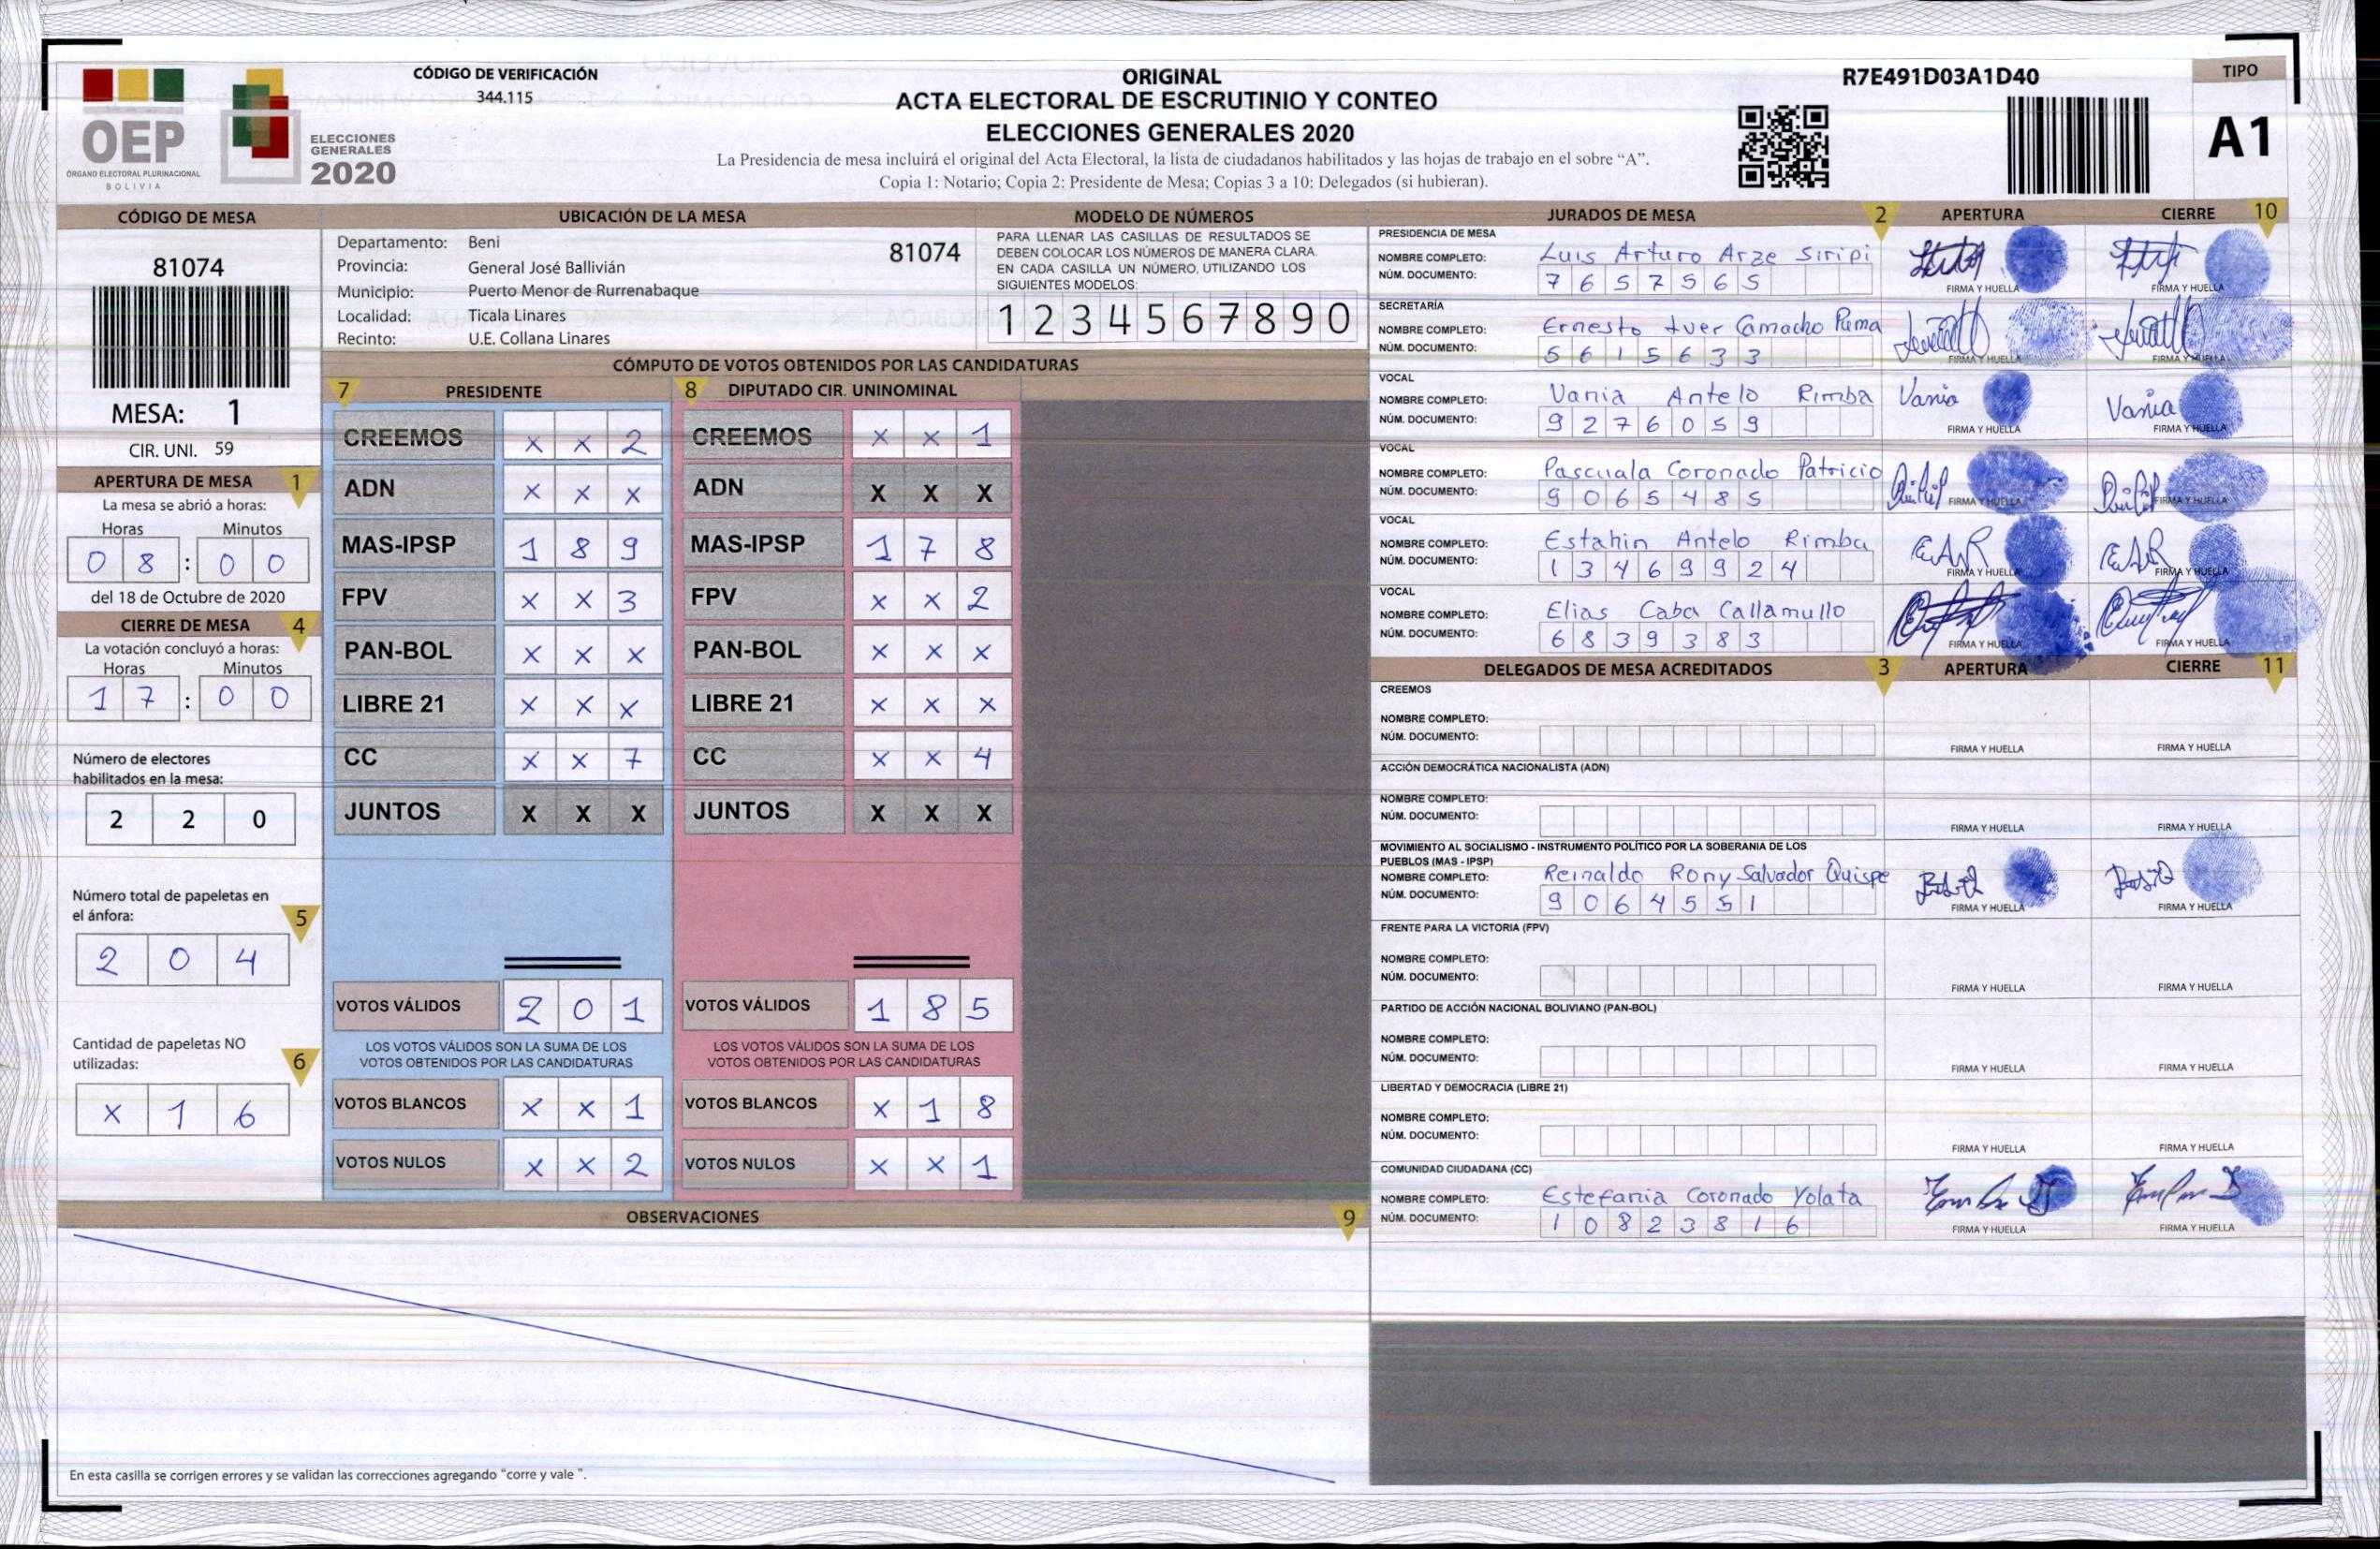 OEP
ÓRGANO ELECTORAL PLURINACIONAL
BOLIVIA
ELECCIONES
GENERALES
2020
CÓDIGO DE VERIFICACIÓN
344.115
ORIGINAL
ACTA ELECTORAL DE ESCRUTINIO Y CONTEO
ELECCIONES GENERALES 2020
La Presidencia de mesa incluirá el original del Acta Electoral, la lista de ciudadanos habilitados y las hojas de trabajo en el sobre “A”.
Copia 1: Notario; Copia 2: Presidente de Mesa; Copias 3 a 10: Delegados (si hubieran).
R7E491D03A1D40
TIPO
A1
CÓDIGO DE MESA
81074
MESA: 1
CIR. UNI. 59
APERTURA DE MESA 1
La mesa se abrió a horas:
Horas Minutos
0 8 : 0 0
del 18 de Octubre de 2020
CIERRE DE MESA 4
La votación concluyó a horas:
Horas Minutos
1 7 : 0 0
Número de electores
habilitados en la mesa:
2 2 0
Número total de papeletas en
el ánfora: 5
2 0 4
Cantidad de papeletas NO
utilizadas: 6
x 1 6
UBICACIÓN DE LA MESA
Departamento: Beni 81074
Provincia: General José Ballivián
Municipio: Puerto Menor de Rurrenabaque
Localidad: Ticala Linares
Recinto: U.E. Collana Linares
MODELO DE NÚMEROS
PARA LLENAR LAS CASILLAS DE RESULTADOS SE
DEBEN COLOCAR LOS NÚMEROS DE MANERA CLARA.
EN CADA CASILLA UN NÚMERO, UTILIZANDO LOS
SIGUIENTES MODELOS:
1 2 3 4 5 6 7 8 9 0
CÓMPUTO DE VOTOS OBTENIDOS POR LAS CANDIDATURAS
7 PRESIDENTE 8 DIPUTADO CIR. UNINOMINAL
CREEMOS x x 2 CREEMOS x x 1
ADN x x x ADN X X X
MAS-IPSP 1 8 9 MAS-IPSP 1 7 8
FPV x x 3 FPV x x 2
PAN-BOL x x x PAN-BOL x x x
LIBRE 21 x x x LIBRE 21 x x x
CC x x 7 CC x x 4
JUNTOS X X X JUNTOS X X X
VOTOS VÁLIDOS 2 0 1 VOTOS VÁLIDOS 1 8 5
LOS VOTOS VÁLIDOS SON LA SUMA DE LOS LOS VOTOS VÁLIDOS SON LA SUMA DE LOS
VOTOS OBTENIDOS POR LAS CANDIDATURAS VOTOS OBTENIDOS POR LAS CANDIDATURAS
VOTOS BLANCOS x x 1 VOTOS BLANCOS x 1 8
VOTOS NULOS x x 2 VOTOS NULOS x x 1
OBSERVACIONES 9
En esta casilla se corrigen errores y se validan las correcciones agregando "corre y vale ".
JURADOS DE MESA 2 APERTURA CIERRE 10
PRESIDENCIA DE MESA
NOMBRE COMPLETO: Luis Arturo Arze Siripi
NÚM. DOCUMENTO: 7 6 5 7 5 6 5
FIRMA Y HUELLA FIRMA Y HUELLA
SECRETARÍA
NOMBRE COMPLETO: Ernesto Camacho Puma
NÚM. DOCUMENTO: 5 6 1 5 6 3 3
FIRMA Y HUELLA FIRMA Y HUELLA
VOCAL
NOMBRE COMPLETO: Vania Antelo Rimba Vania Vania
NÚM. DOCUMENTO: 9 2 7 6 0 5 9
FIRMA Y HUELLA FIRMA Y HUELLA
VOCAL
NOMBRE COMPLETO: Pascuala Coronado Patricio
NÚM. DOCUMENTO: 9 0 6 5 4 8 5
FIRMA Y HUELLA FIRMA Y HUELLA
VOCAL
NOMBRE COMPLETO: Estahin Antelo Rimba EAR EAR
NÚM. DOCUMENTO: 1 3 4 6 9 9 2 4
FIRMA Y HUELLA FIRMA Y HUELLA
VOCAL
NOMBRE COMPLETO: Elias Caba Callamullo
NÚM. DOCUMENTO: 6 8 3 9 3 8 3
FIRMA Y HUELLA FIRMA Y HUELLA
DELEGADOS DE MESA ACREDITADOS 3 APERTURA CIERRE 11
CREEMOS
NOMBRE COMPLETO:
NÚM. DOCUMENTO:
FIRMA Y HUELLA FIRMA Y HUELLA
ACCIÓN DEMOCRÁTICA NACIONALISTA (ADN)
NOMBRE COMPLETO:
NÚM. DOCUMENTO:
FIRMA Y HUELLA FIRMA Y HUELLA
MOVIMIENTO AL SOCIALISMO - INSTRUMENTO POLÍTICO POR LA SOBERANIA DE LOS
PUEBLOS (MAS - IPSP)
NOMBRE COMPLETO: Reinaldo Rony Salvador Quispe
NÚM. DOCUMENTO: 9 0 6 4 5 5 1
FIRMA Y HUELLA FIRMA Y HUELLA
FRENTE PARA LA VICTORIA (FPV)
NOMBRE COMPLETO:
NÚM. DOCUMENTO:
FIRMA Y HUELLA FIRMA Y HUELLA
PARTIDO DE ACCIÓN NACIONAL BOLIVIANO (PAN-BOL)
NOMBRE COMPLETO:
NÚM. DOCUMENTO:
FIRMA Y HUELLA FIRMA Y HUELLA
LIBERTAD Y DEMOCRACIA (LIBRE 21)
NOMBRE COMPLETO:
NÚM. DOCUMENTO:
FIRMA Y HUELLA FIRMA Y HUELLA
COMUNIDAD CIUDADANA (CC)
NOMBRE COMPLETO: Estefania Coronado Yolata
NÚM. DOCUMENTO: 1 0 8 2 3 8 1 6
FIRMA Y HUELLA FIRMA Y HUELLA